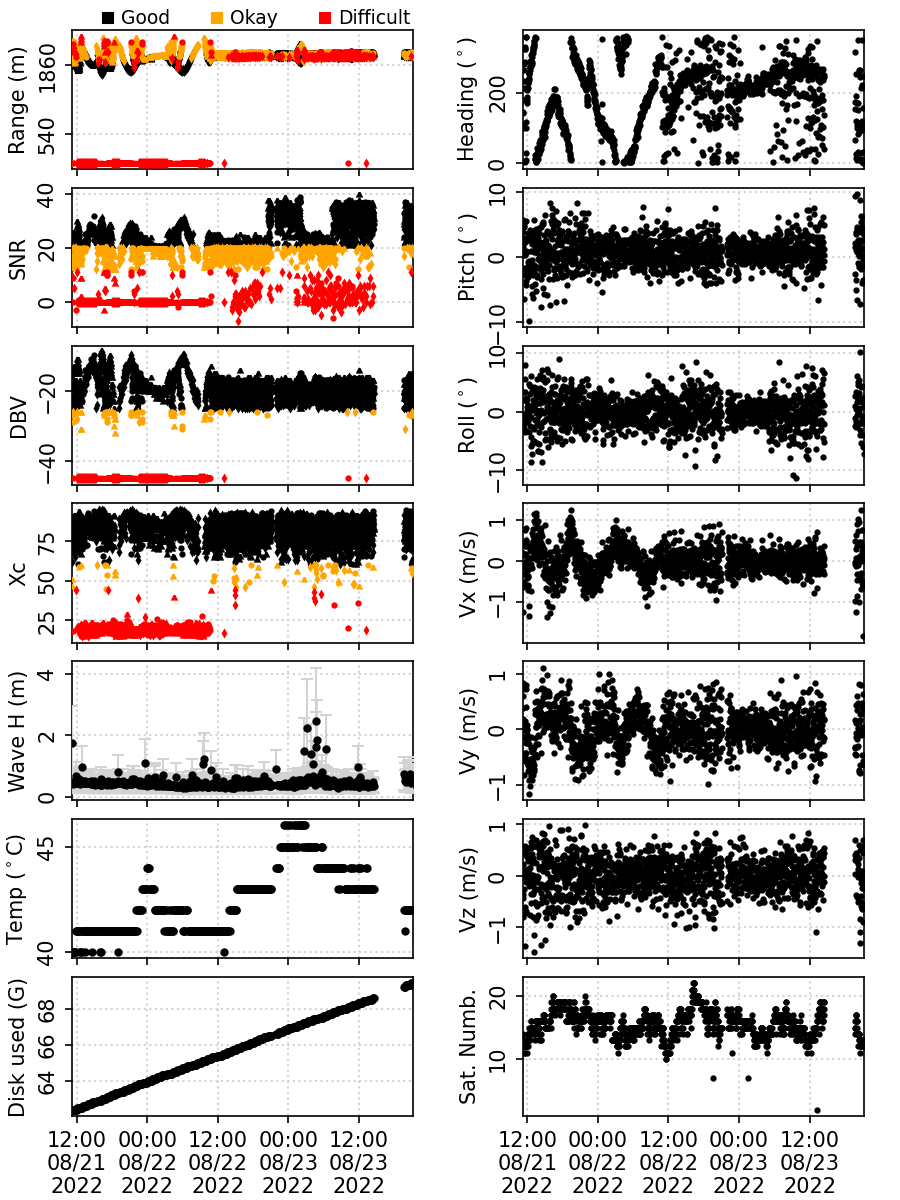 Good Okay Difficult
Range (m)
1860
540
Heading (°)
200
0
SNR
40
20
0
Pitch (°)
10
0
−10
DBV
−20
−40
Roll (°)
10
0
−10
Xc
75
50
25
Vx (m/s)
1
0
−1
Wave H (m)
4
2
0
Vy (m/s)
1
0
−1
Temp (°C)
45
40
Vz (m/s)
1
0
−1
Disk used (G)
68
66
64
Sat. Numb.
20
10
12:00 00:00 12:00 00:00 12:00
08/21 08/22 08/22 08/23 08/23
2022 2022 2022 2022 2022
12:00 00:00 12:00 00:00 12:00
08/21 08/22 08/22 08/23 08/23
2022 2022 2022 2022 2022